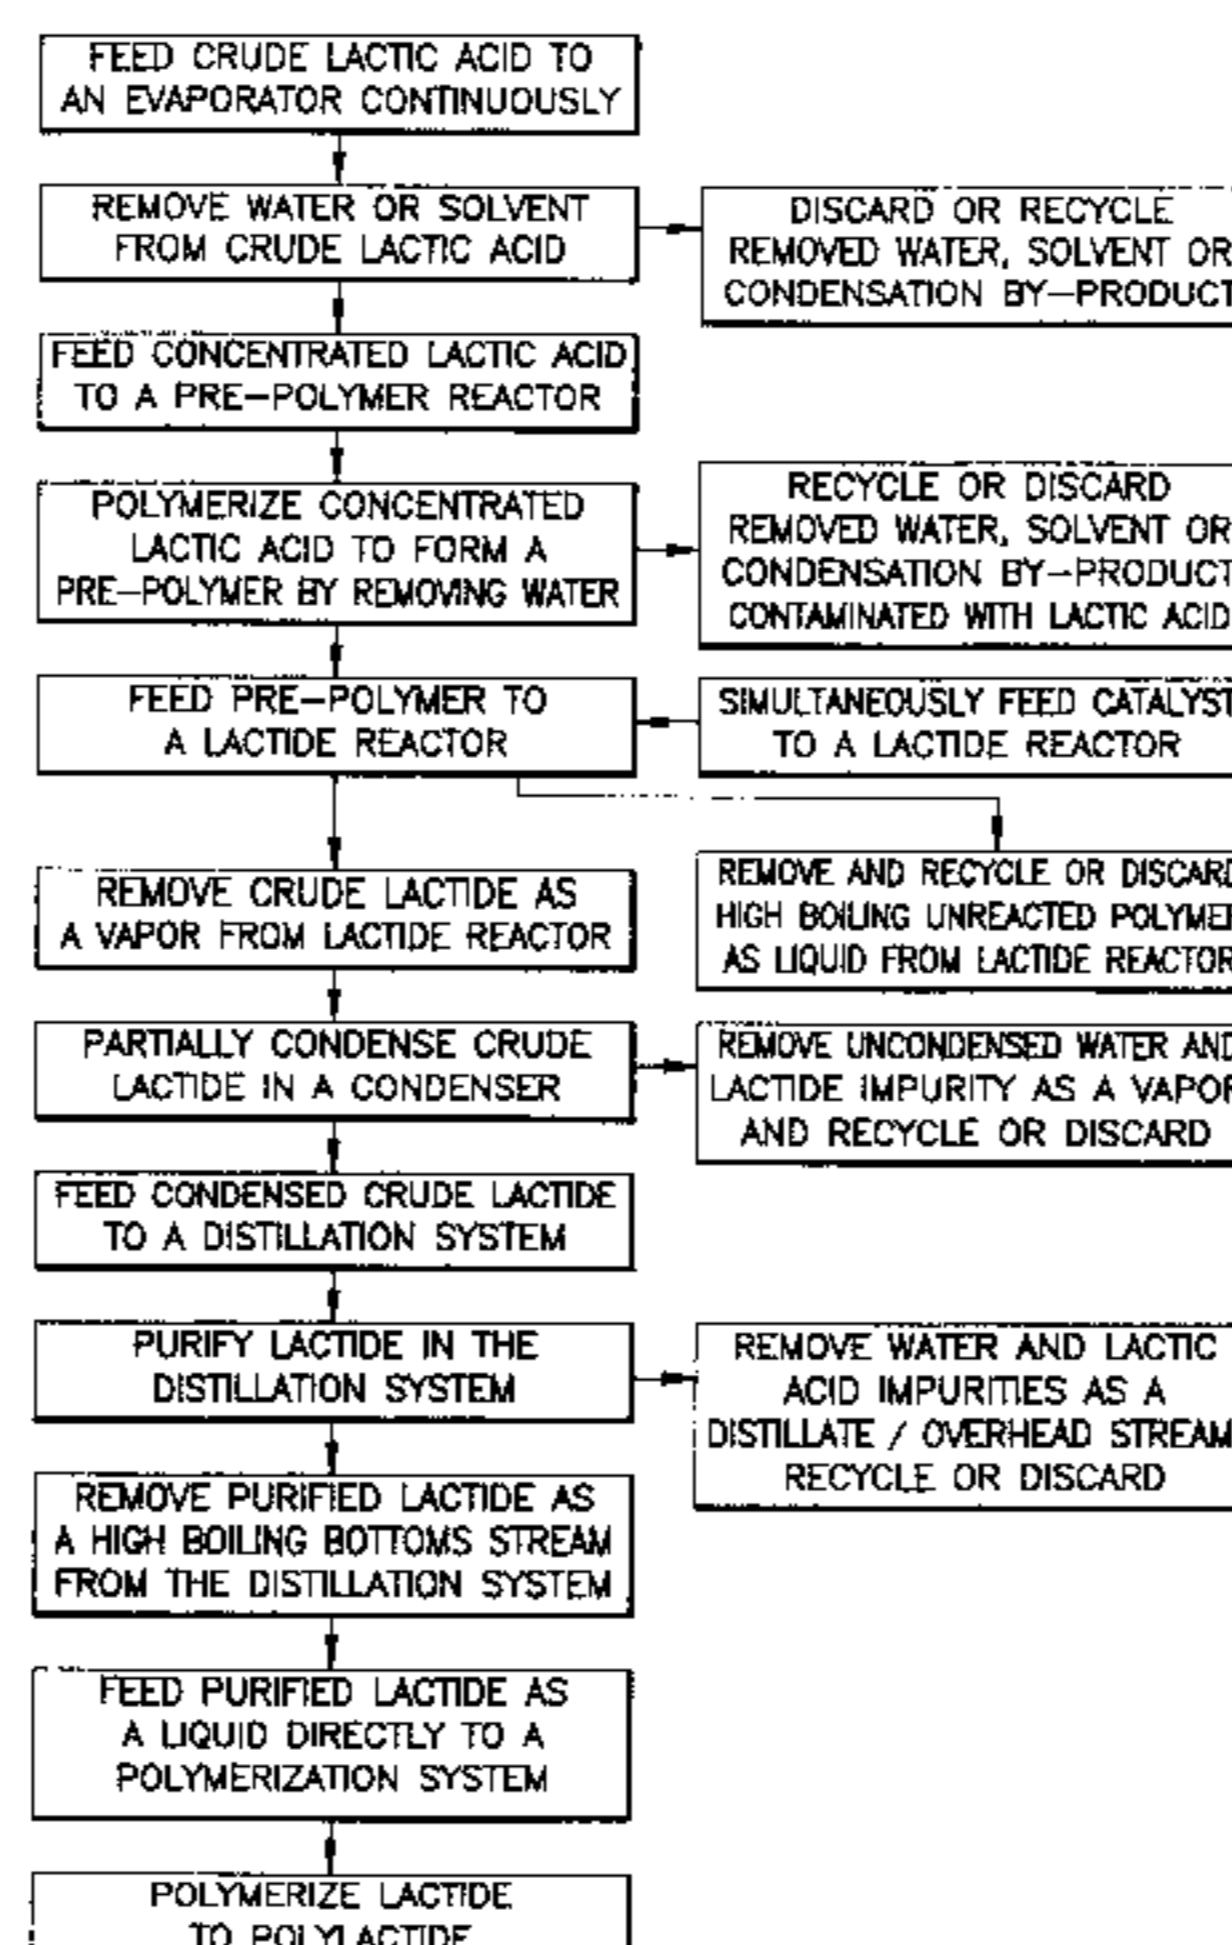 FEED CRUDE LACTIC ACID TO
AN EVAPORATOR CONTINUOUSLY
REMOVE WATER OR SOLVENT
FROM CRUDE LACTIC ACID
DISCARD OR RECYCLE
REMOVED WATER, SOLVENT OR
CONDENSATION BY-PRODUCT
FEED CONCENTRATED LACTIC ACID
TO A PRE-POLYMER REACTOR
POLYMERIZE CONCENTRATED
LACTIC ACID TO FORM A
PRE-POLYMER BY REMOVING WATER
RECYCLE OR DISCARD
REMOVED WATER, SOLVENT OR
CONDENSATION BY-PRODUCT
CONTAMINATED WITH LACTIC ACID
FEED PRE-POLYMER TO
A LACTIDE REACTOR
SIMULTANEOUSLY FEED CATALYST
TO A LACTIDE REACTOR
REMOVE CRUDE LACTIDE AS
A VAPOR FROM LACTIDE REACTOR
REMOVE AND RECYCLE OR DISCARD
HIGH BOILING UNREACTED POLYMER
AS LIQUID FROM LACTIDE REACTOR
PARTIALLY CONDENSE CRUDE
LACTIDE IN A CONDENSER
REMOVE UNCONDENSED WATER AND
LACTIDE IMPURITY AS A VAPOR
AND RECYCLE OR DISCARD
FEED CONDENSED CRUDE LACTIDE
TO A DISTILLATION SYSTEM
PURIFY LACTIDE IN THE
DISTILLATION SYSTEM
REMOVE WATER AND LACTIC
ACID IMPURITIES AS A
DISTILLATE / OVERHEAD STREAM
RECYCLE OR DISCARD
REMOVE PURIFIED LACTIDE AS
A HIGH BOILING BOTTOMS STREAM
FROM THE DISTILLATION SYSTEM
FEED PURIFIED LACTIDE AS
A LIQUID DIRECTLY TO A
POLYMERIZATION SYSTEM
POLYMERIZE LACTIDE
TO POLYLACTIDE